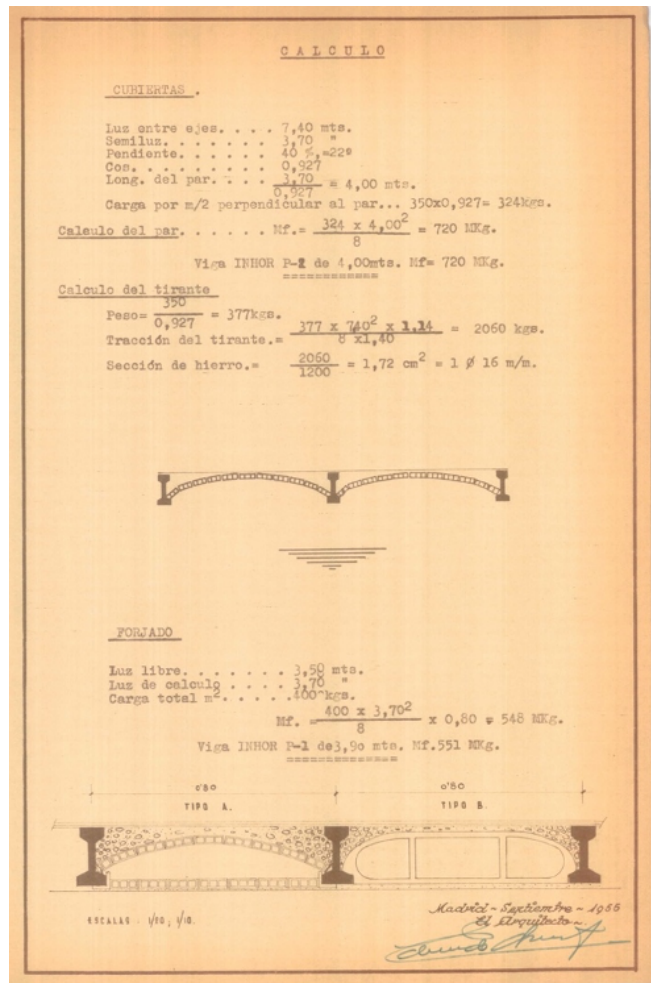 CALCULO
CUBIERTAS .
Luz entre ejes. . . . 7,40 mts.
Semiluz. . . . . . . 3,70 "
Pendiente. . . . . . 40 %,=22º
Cos. . . . . . . . . 0,927
Long. del par. . . . 3,70 / 0,927 = 4,00 mts.
Carga por m/2 perpendicular al par... 350x0,927= 324kgs.
Calculo del par. . . . . . Mf.= 324 x 4,00² / 8 = 720 MKg.
Viga INHOR P-2 de 4,00mts. Mf= 720 MKg.
Calculo del tirante
Peso= 350 / 0,927 = 377kgs.
Tracción del tirante.= 377 x 740² x 1,14 / 8 x1,40 = 2060 kgs.
Sección de hierro.= 2060 / 1200 = 1,72 cm² = 1 Ø 16 m/m.
FORJADO
Luz libre. . . . . . . 3,50 mts.
Luz de calculo . . . . 3,70 "
Carga total m². . . . .400 kgs.
Mf. = 400 x 3,70² / 8 x 0,80 = 548 MKg.
Viga INHOR P-1 de3,90 mts. Mf.551 MKg.
0'80 0'80
TIPO A. TIPO B.
ESCALAS - 1/20, 1/10.
Madrid - Septiembre - 1955
El Arquitecto -